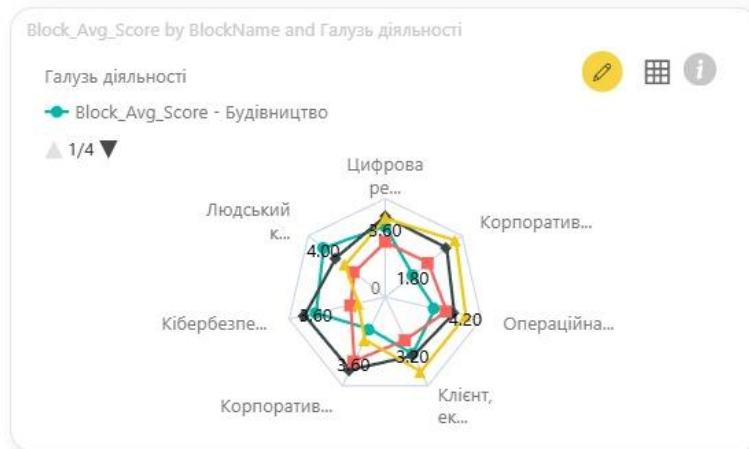 Block_Avg_Score by BlockName and Галузь діяльності
Галузь діяльності
Block_Avg_Score - Будівництво
1/4
Цифрова
ре...
Людський
к...
Корпоратив...
3.60
4.00
1.80
0
Кібербезпе...
3.60
4.20
Операційна...
3.20
3.60
Клієнт,
ек...
Корпоратив...